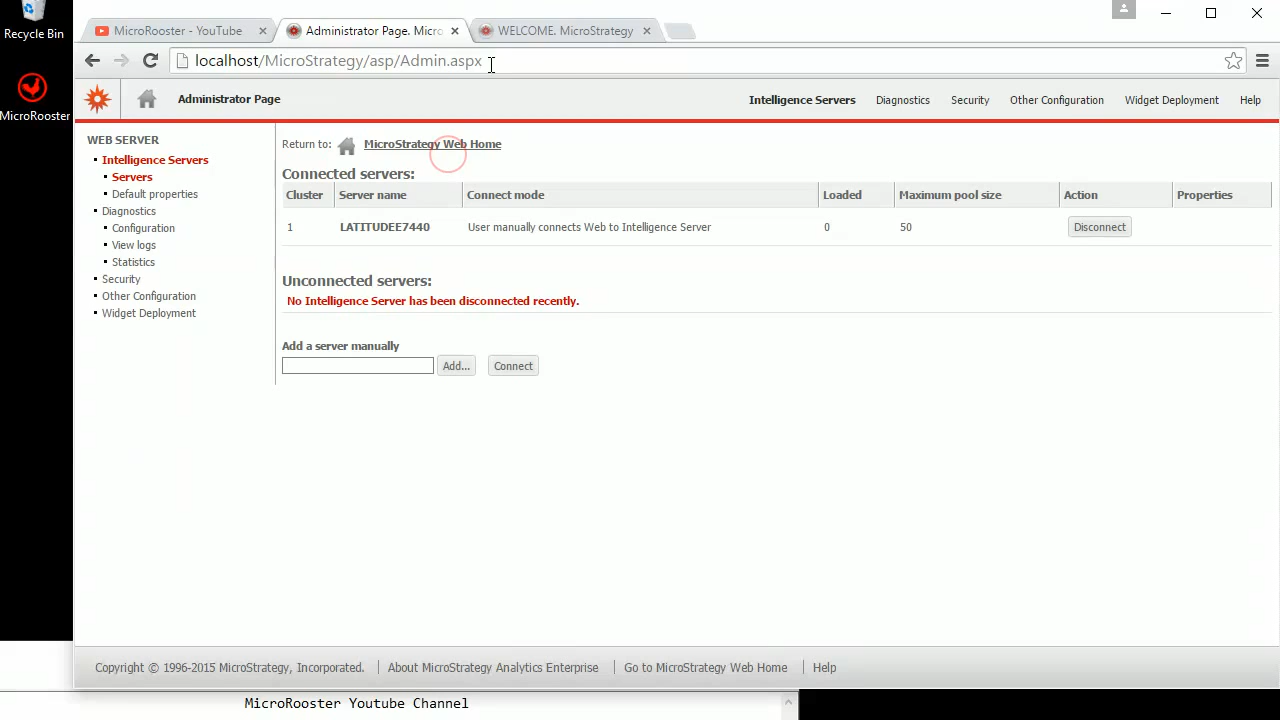 Recycle Bin
MicroRooster
MicroRooster - YouTube
Administrator Page. Micro
WELCOME. MicroStrategy
localhost/MicroStrategy/asp/Admin.aspx
Administrator Page
Intelligence Servers Diagnostics Security Other Configuration Widget Deployment Help
WEB SERVER
Intelligence Servers
Servers
Default properties
Diagnostics
Configuration
View logs
Statistics
Security
Other Configuration
Widget Deployment
Return to: MicroStrategy Web Home
Connected servers:
Cluster Server name Connect mode Loaded Maximum pool size Action Properties
1 LATITUDEE7440 User manually connects Web to Intelligence Server 0 50 Disconnect
Unconnected servers:
No Intelligence Server has been disconnected recently.
Add a server manually
Add... Connect
Copyright © 1996-2015 MicroStrategy, Incorporated. About MicroStrategy Analytics Enterprise Go to MicroStrategy Web Home Help
MicroRooster Youtube Channel